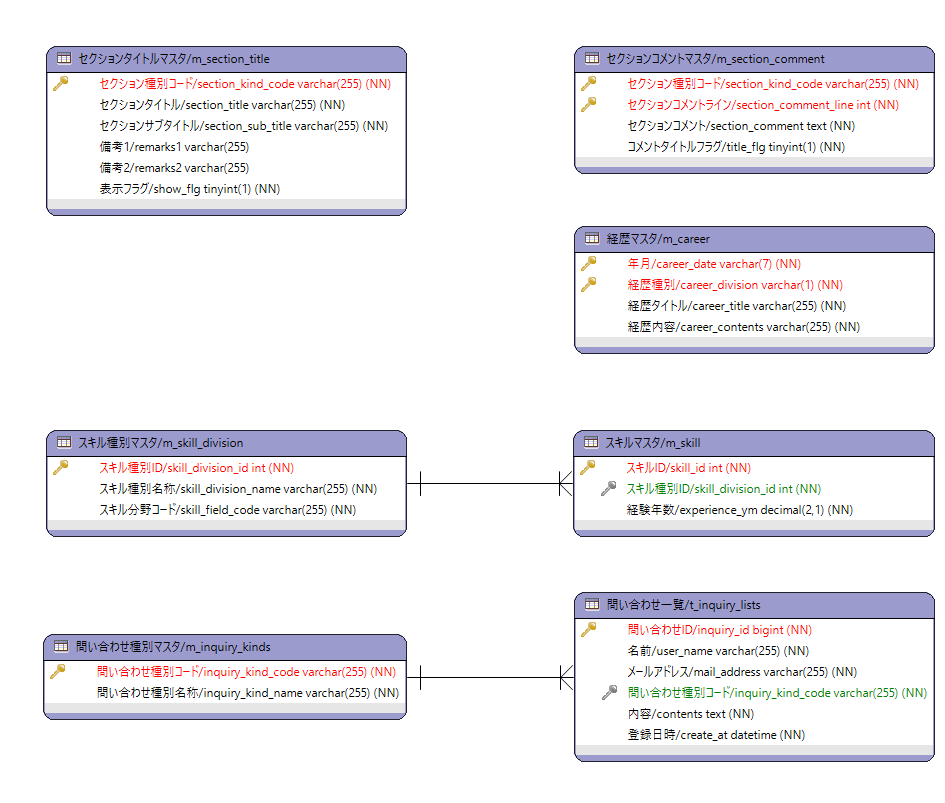 セクションタイトルマスタ/m_section_title
セクション種別コード/section_kind_code varchar(255) (NN)
セクションタイトル/section_title varchar(255) (NN)
セクションサブタイトル/section_sub_title varchar(255) (NN)
備考1/remarks1 varchar(255)
備考2/remarks2 varchar(255)
表示フラグ/show_flg tinyint(1) (NN)
セクションコメントマスタ/m_section_comment
セクション種別コード/section_kind_code varchar(255) (NN)
セクションコメントライン/section_comment_line int (NN)
セクションコメント/section_comment text (NN)
コメントタイトルフラグ/title_flg tinyint(1) (NN)
経歴マスタ/m_career
年月/career_date varchar(7) (NN)
経歴種別/career_division varchar(1) (NN)
経歴タイトル/career_title varchar(255) (NN)
経歴内容/career_contents varchar(255) (NN)
スキル種別マスタ/m_skill_division
スキル種別ID/skill_division_id int (NN)
スキル種別名称/skill_division_name varchar(255) (NN)
スキル分野コード/skill_field_code varchar(255) (NN)
スキルマスタ/m_skill
スキルID/skill_id int (NN)
スキル種別ID/skill_division_id int (NN)
経験年数/experience_ym decimal(2,1) (NN)
問い合わせ種別マスタ/m_inquiry_kinds
問い合わせ種別コード/inquiry_kind_code varchar(255) (NN)
問い合わせ種別名称/inquiry_kind_name varchar(255) (NN)
問い合わせ一覧/t_inquiry_lists
問い合わせID/inquiry_id bigint (NN)
名前/user_name varchar(255) (NN)
メールアドレス/mail_address varchar(255) (NN)
問い合わせ種別コード/inquiry_kind_code varchar(255) (NN)
内容/contents text (NN)
登録日時/create_at datetime (NN)